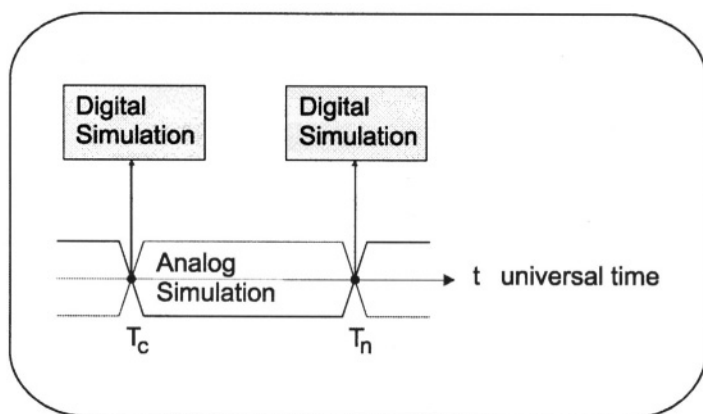 Digital
Simulation
Digital
Simulation
Analog
Simulation
t universal time
Tc
Tn